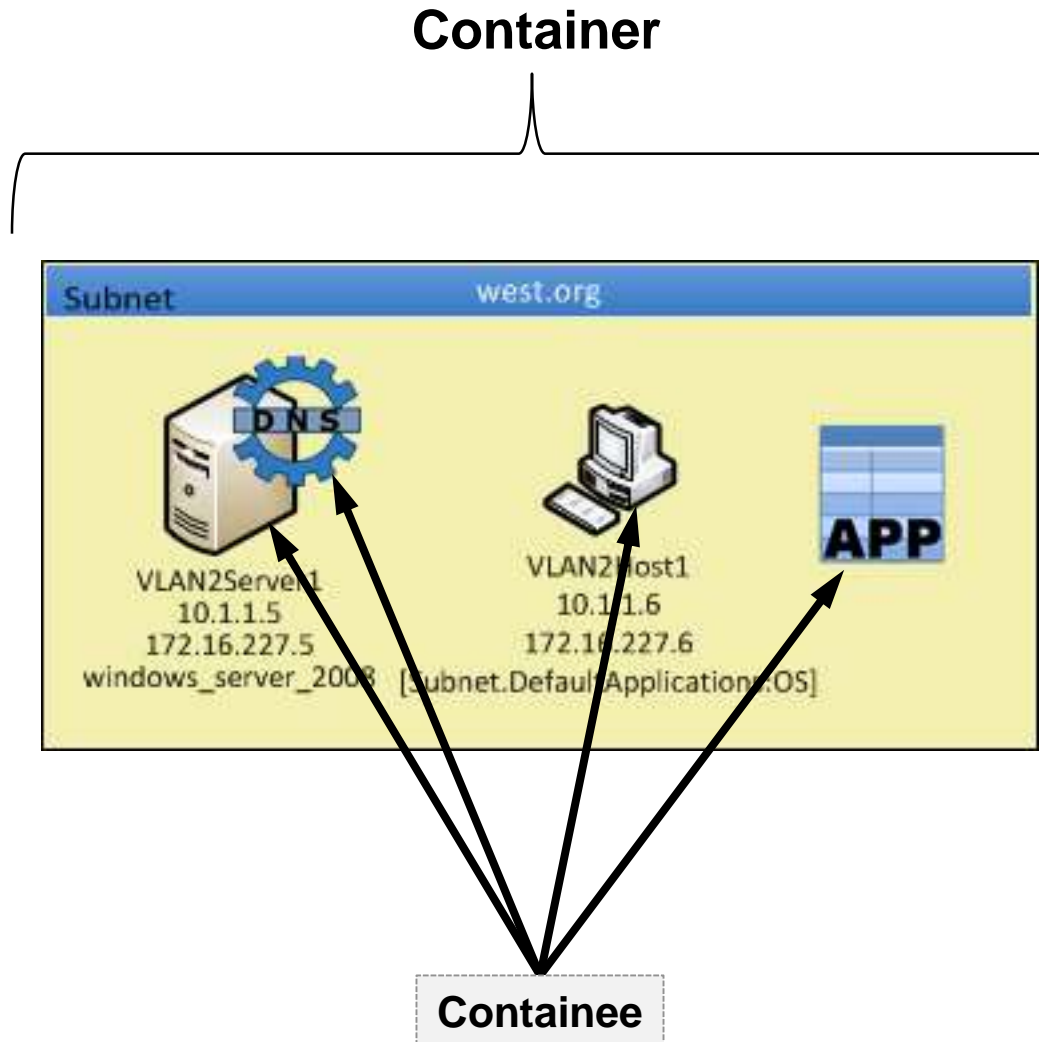 Container
Subnet
west.org
DNS
APP
VLAN2Server1
10.1.1.5
172.16.227.5
windows_server_2008
VLAN2Host1
10.1.1.6
172.16.227.6
[Subnet.DefaultApplications.OS]
Containee